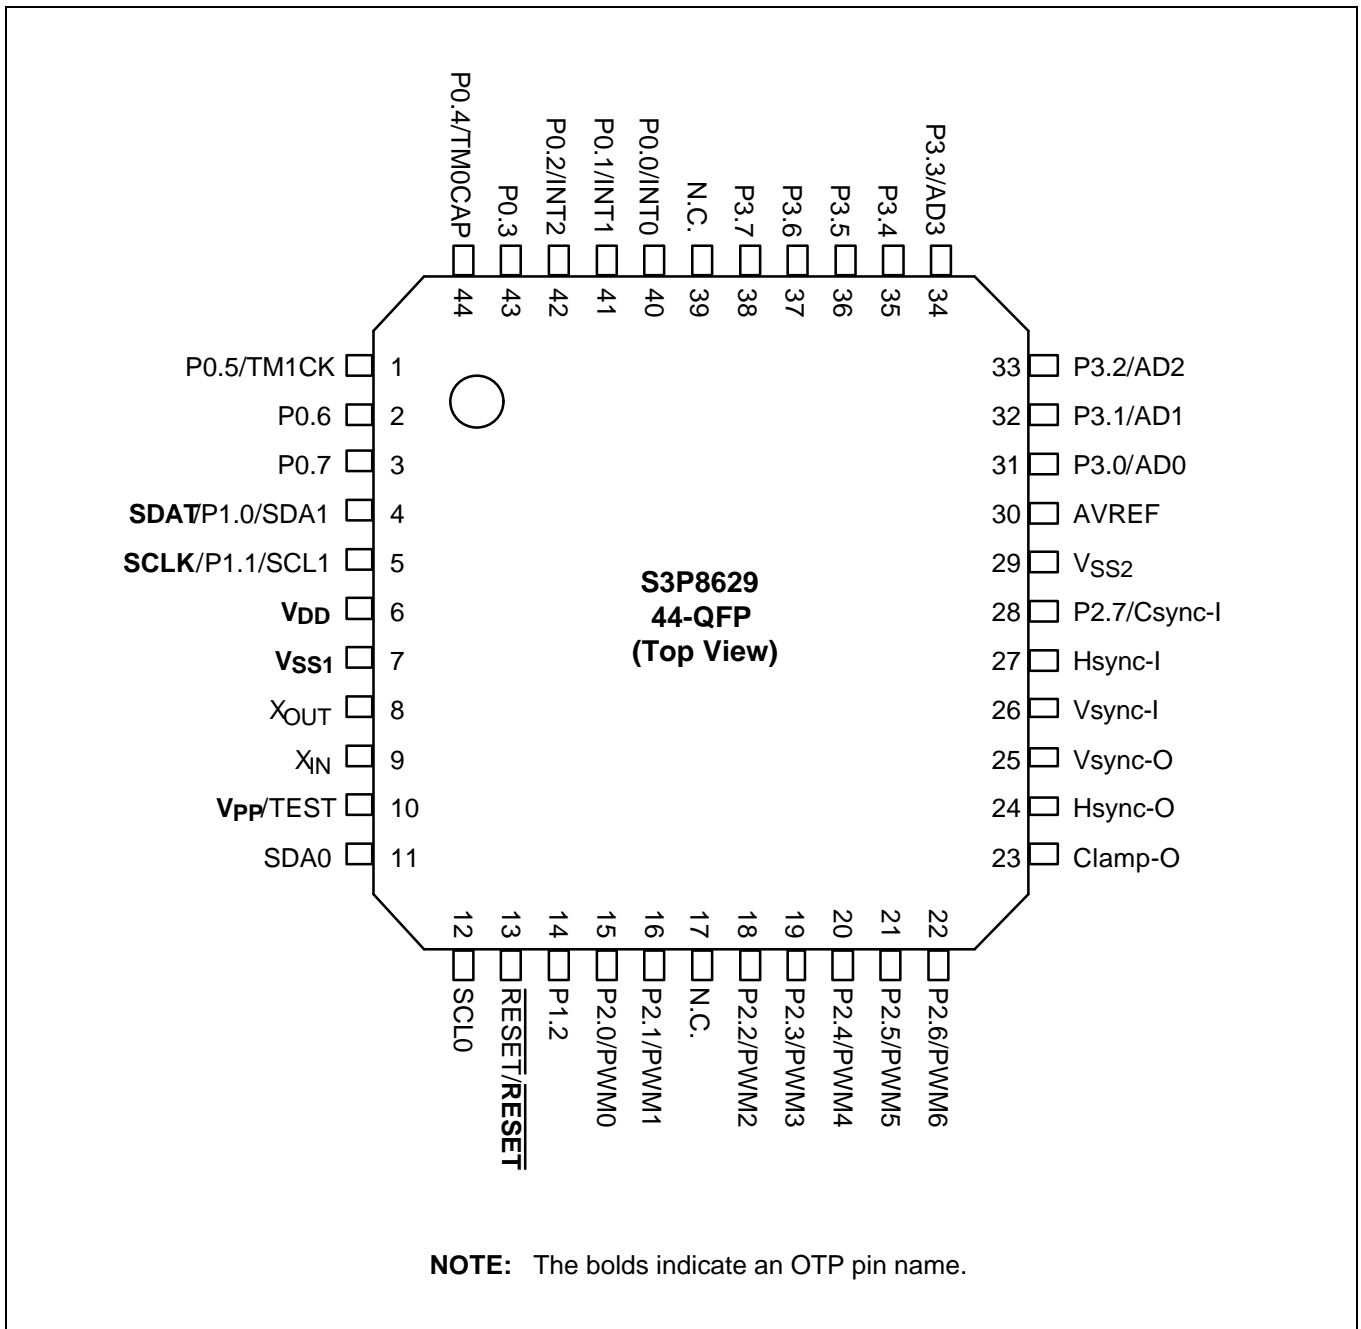 P0.4/TM0CAP
P0.3
P0.2/INT2
P0.1/INT1
P0.0/INT0
N.C.
P3.7
P3.6
P3.5
P3.4
P3.3/AD3
44
43
42
41
40
39
38
37
36
35
34
P0.5/TM1CK 1
P0.6 2
P0.7 3
SDAT/P1.0/SDA1 4
SCLK/P1.1/SCL1 5
VDD 6
VSS1 7
XOUT 8
XIN 9
VPP/TEST 10
SDA0 11
S3P8629
44-QFP
(Top View)
33 P3.2/AD2
32 P3.1/AD1
31 P3.0/AD0
30 AVREF
29 VSS2
28 P2.7/Csync-I
27 Hsync-I
26 Vsync-I
25 Vsync-O
24 Hsync-O
23 Clamp-O
12
13
14
15
16
17
18
19
20
21
22
SCL0
RESET/RESET
P1.2
P2.0/PWM0
P2.1/PWM1
N.C.
P2.2/PWM2
P2.3/PWM3
P2.4/PWM4
P2.5/PWM5
P2.6/PWM6
NOTE: The bolds indicate an OTP pin name.